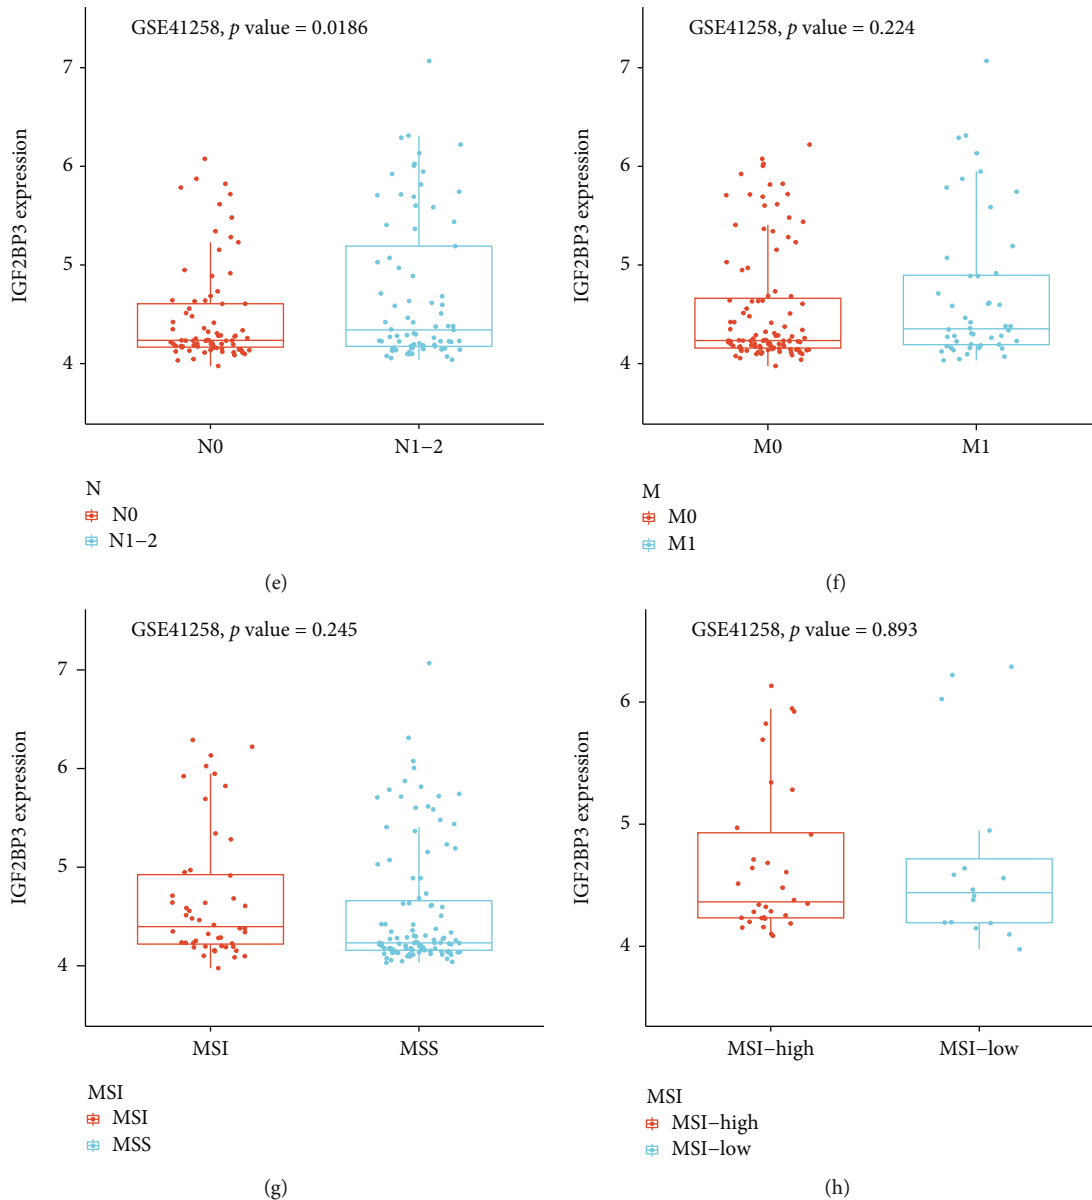 GSE41258, p value = 0.0186
IGF2BP3 expression
7
6
5
4
N0 N1−2
N
N0
N1−2
(e)
GSE41258, p value = 0.224
IGF2BP3 expression
7
6
5
4
M0 M1
M
M0
M1
(f)
GSE41258, p value = 0.245
IGF2BP3 expression
7
6
5
4
MSI MSS
MSI
MSI
MSS
(g)
GSE41258, p value = 0.893
IGF2BP3 expression
6
5
4
MSI−high MSI−low
MSI
MSI−high
MSI−low
(h)